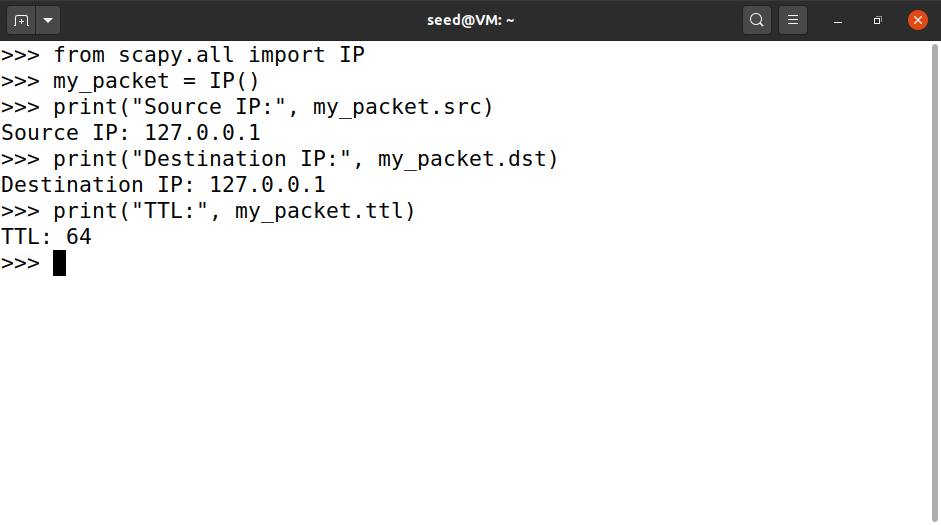 seed@VM: ~
>>> from scapy.all import IP
>>> my_packet = IP()
>>> print("Source IP:", my_packet.src)
Source IP: 127.0.0.1
>>> print("Destination IP:", my_packet.dst)
Destination IP: 127.0.0.1
>>> print("TTL:", my_packet.ttl)
TTL: 64
>>>